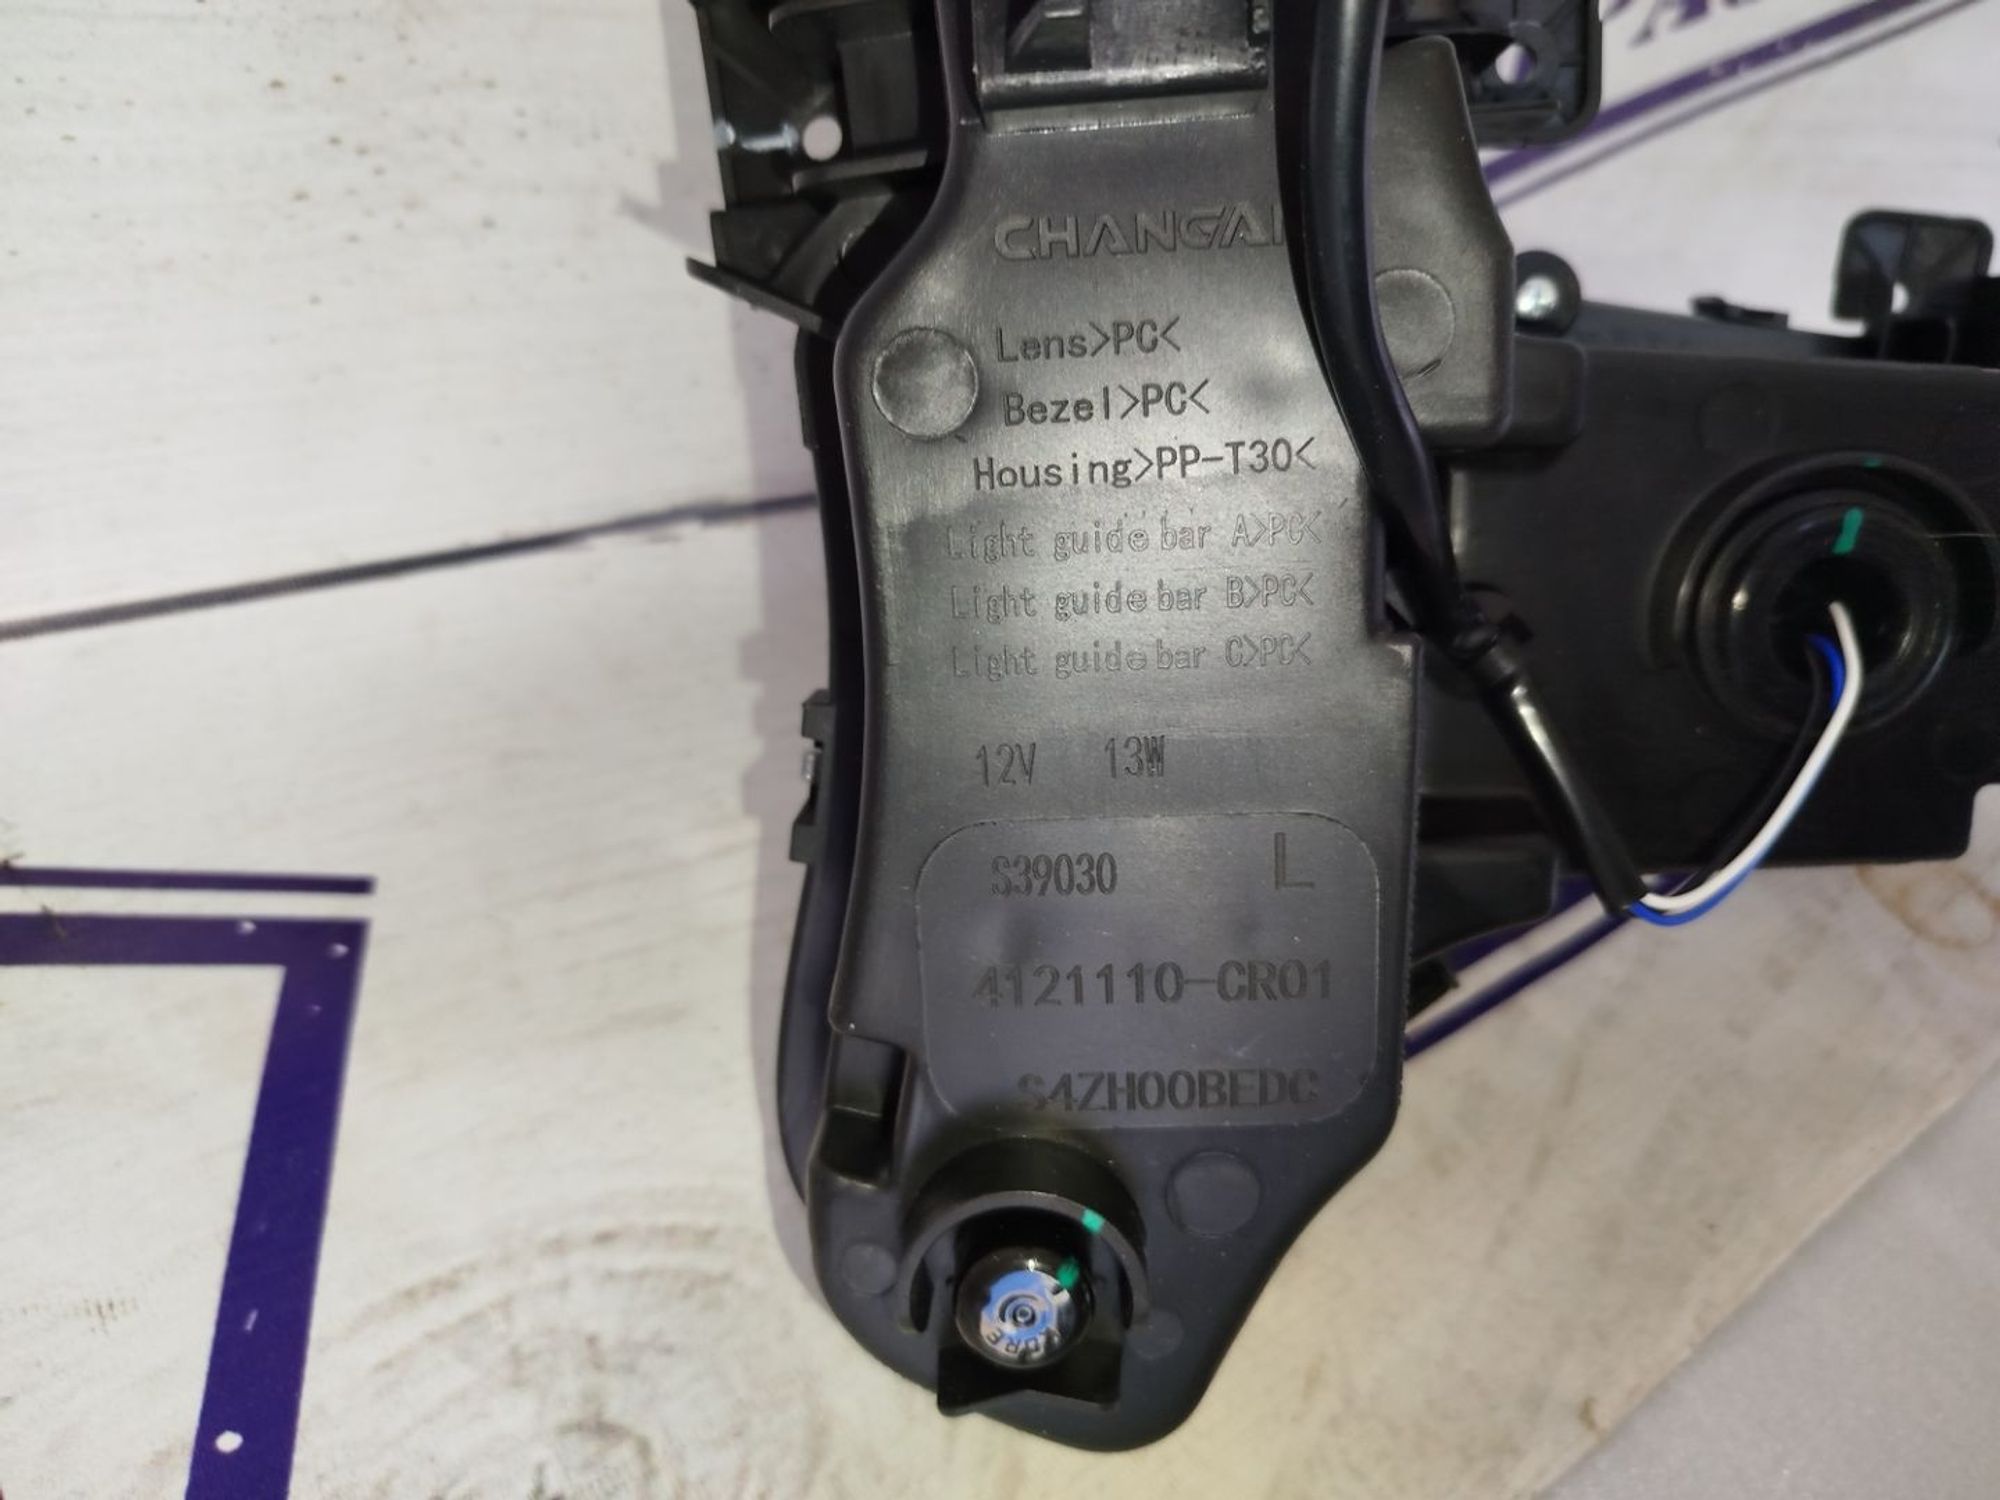 CHANGA
Lens>PC<
Bezel>PC<
Housing>PP-T30<
Light guide bar A>PC<
Light guide bar B>PC<
Light guide bar C>PC<
12V 13W
S39030 L
4121110-CR01
S4ZH00BEDC